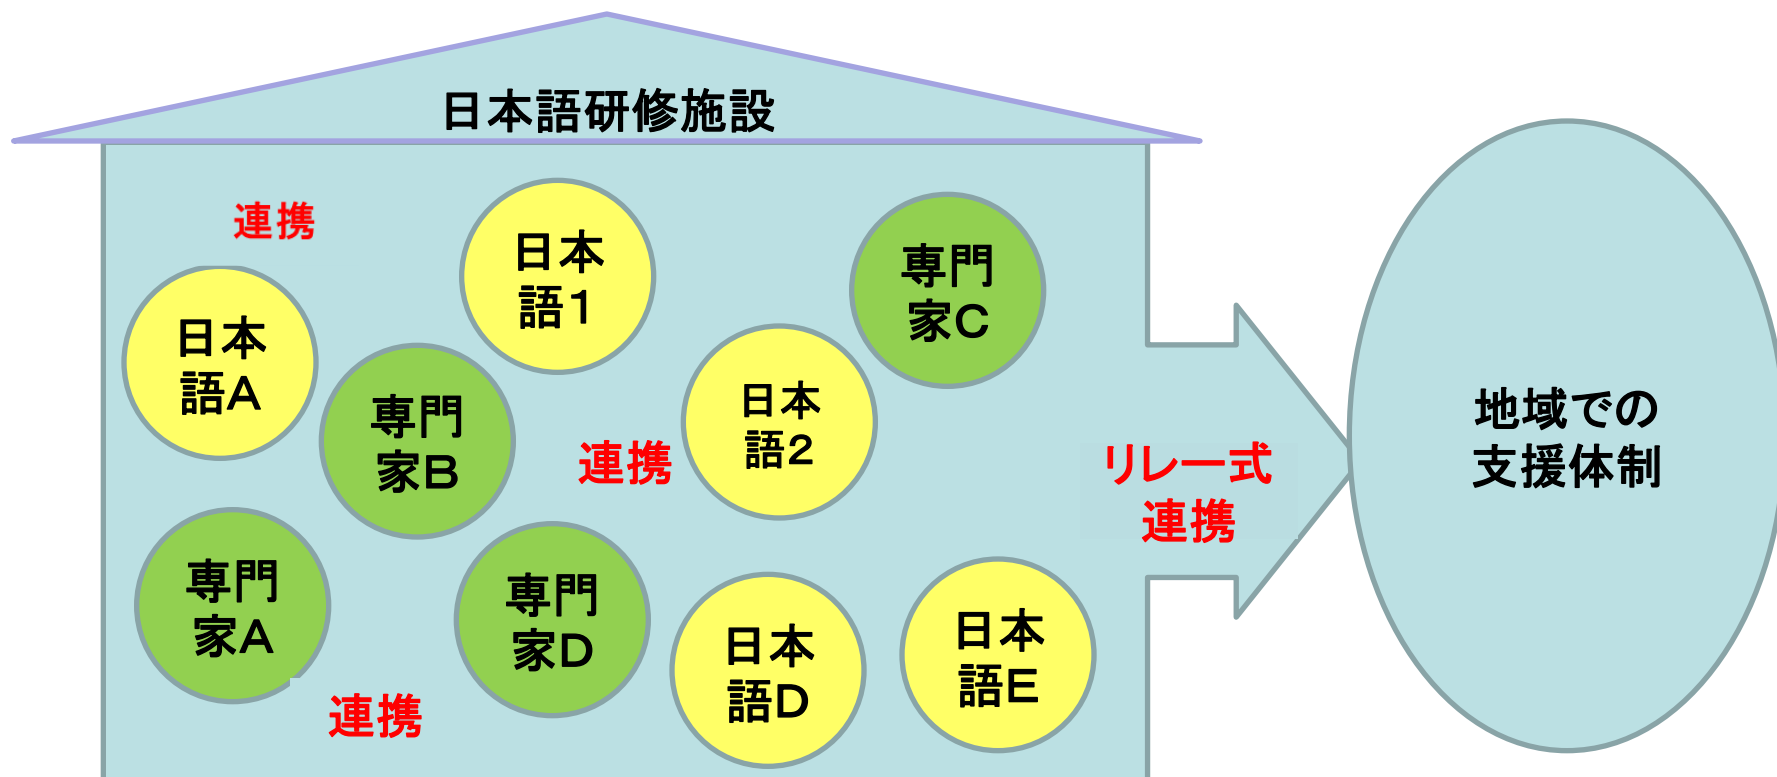 日本語研修施設
連携
日本
語A
日本
語１
専門
家C
専門
家B
日本
語２
連携
専門
家A
専門
家D
連携
日本
語D
日本
語E
リレー式
連携
地域での
支援体制